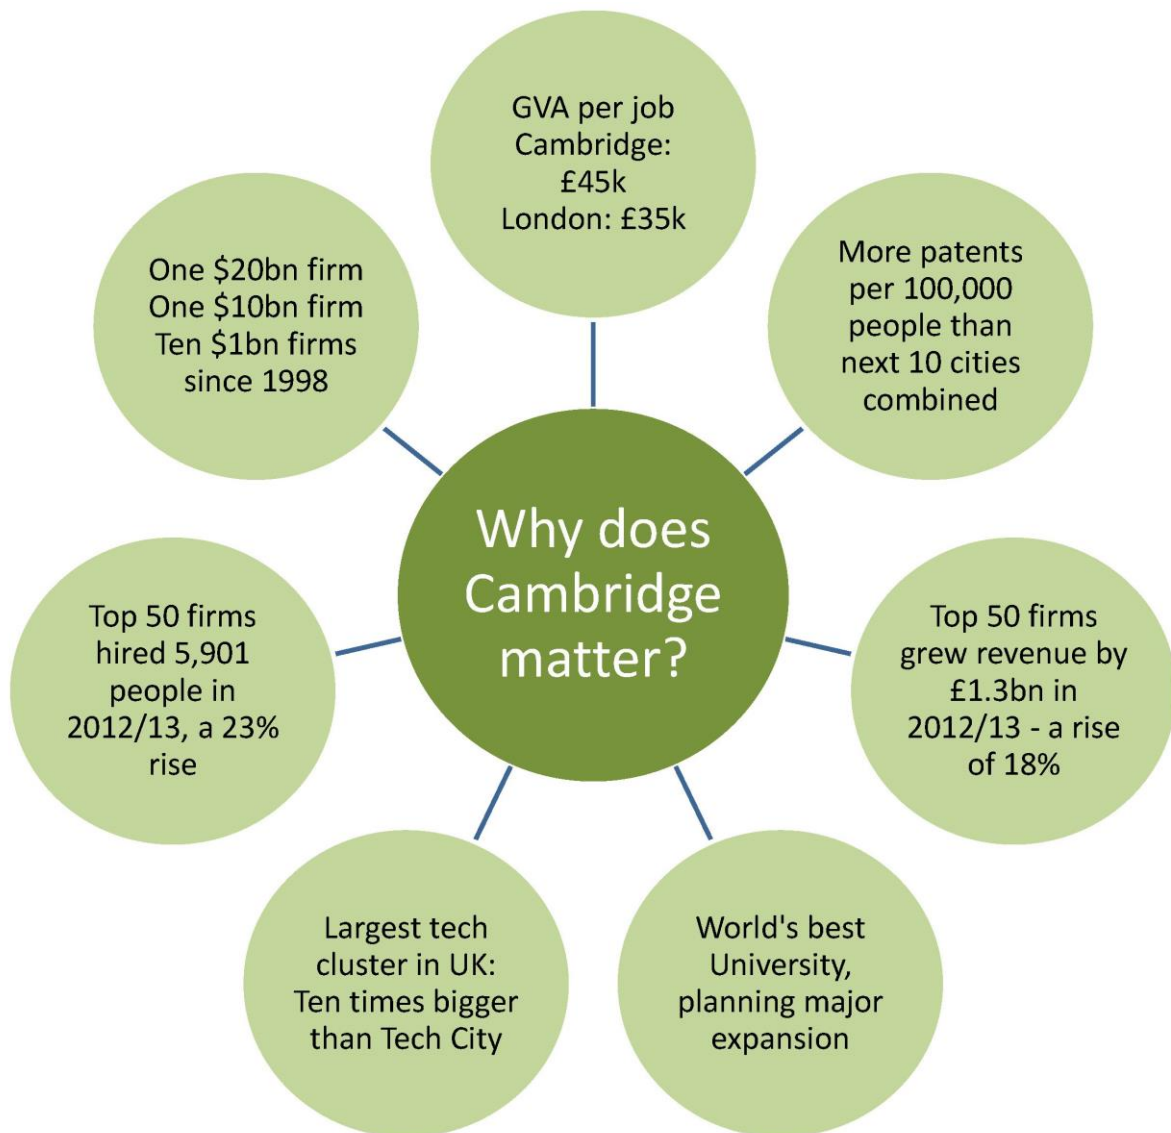 Why does
Cambridge
matter?
GVA per job
Cambridge:
£45k
London: £35k
More patents
per 100,000
people than
next 10 cities
combined
Top 50 firms
grew revenue by
£1.3bn in
2012/13 - a rise
of 18%
World's best
University,
planning major
expansion
Largest tech
cluster in UK:
Ten times bigger
than Tech City
Top 50 firms
hired 5,901
people in
2012/13, a 23%
rise
One $20bn firm
One $10bn firm
Ten $1bn firms
since 1998